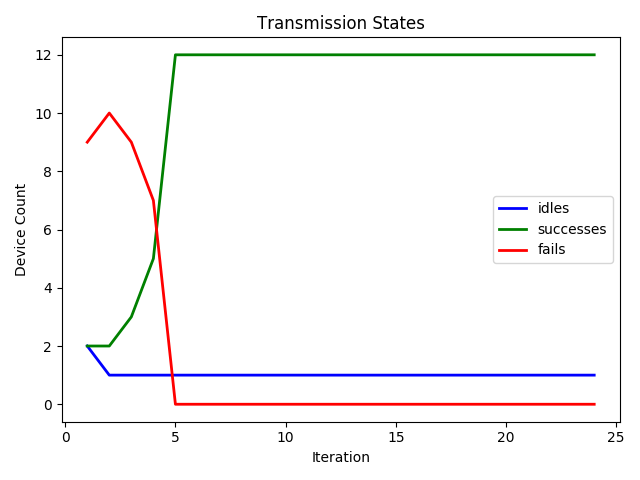 Transmission States
Device Count
12
10
8
6
4
2
0
idles
successes
fails
0
5
10
15
20
25
Iteration